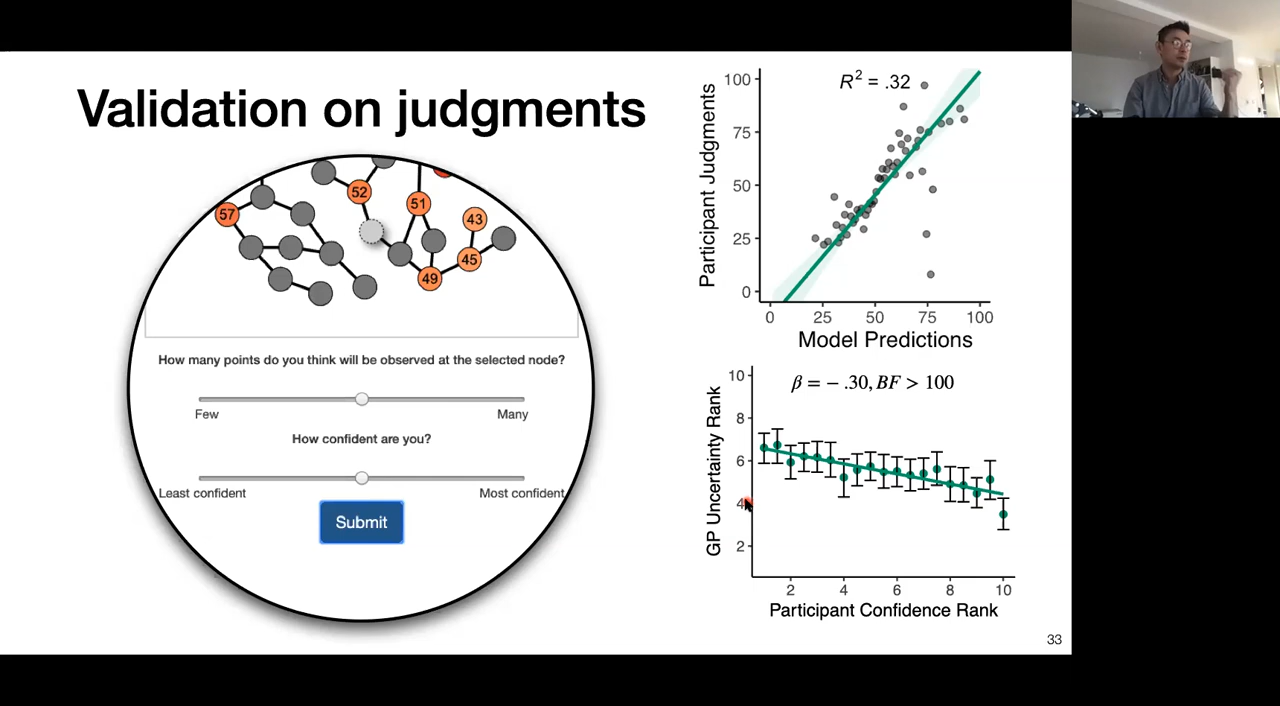 Validation on judgments
52
51
57
43
45
49
How many points do you think will be observed at the selected node?
Few
Many
How confident are you?
Least confident
Most confident
Submit
R² = .32
Participant Judgments
100
75
50
25
0
0 25 50 75 100
Model Predictions
β = − .30, BF > 100
GP Uncertainty Rank
10
8
6
4
2
2 4 6 8 10
Participant Confidence Rank
33